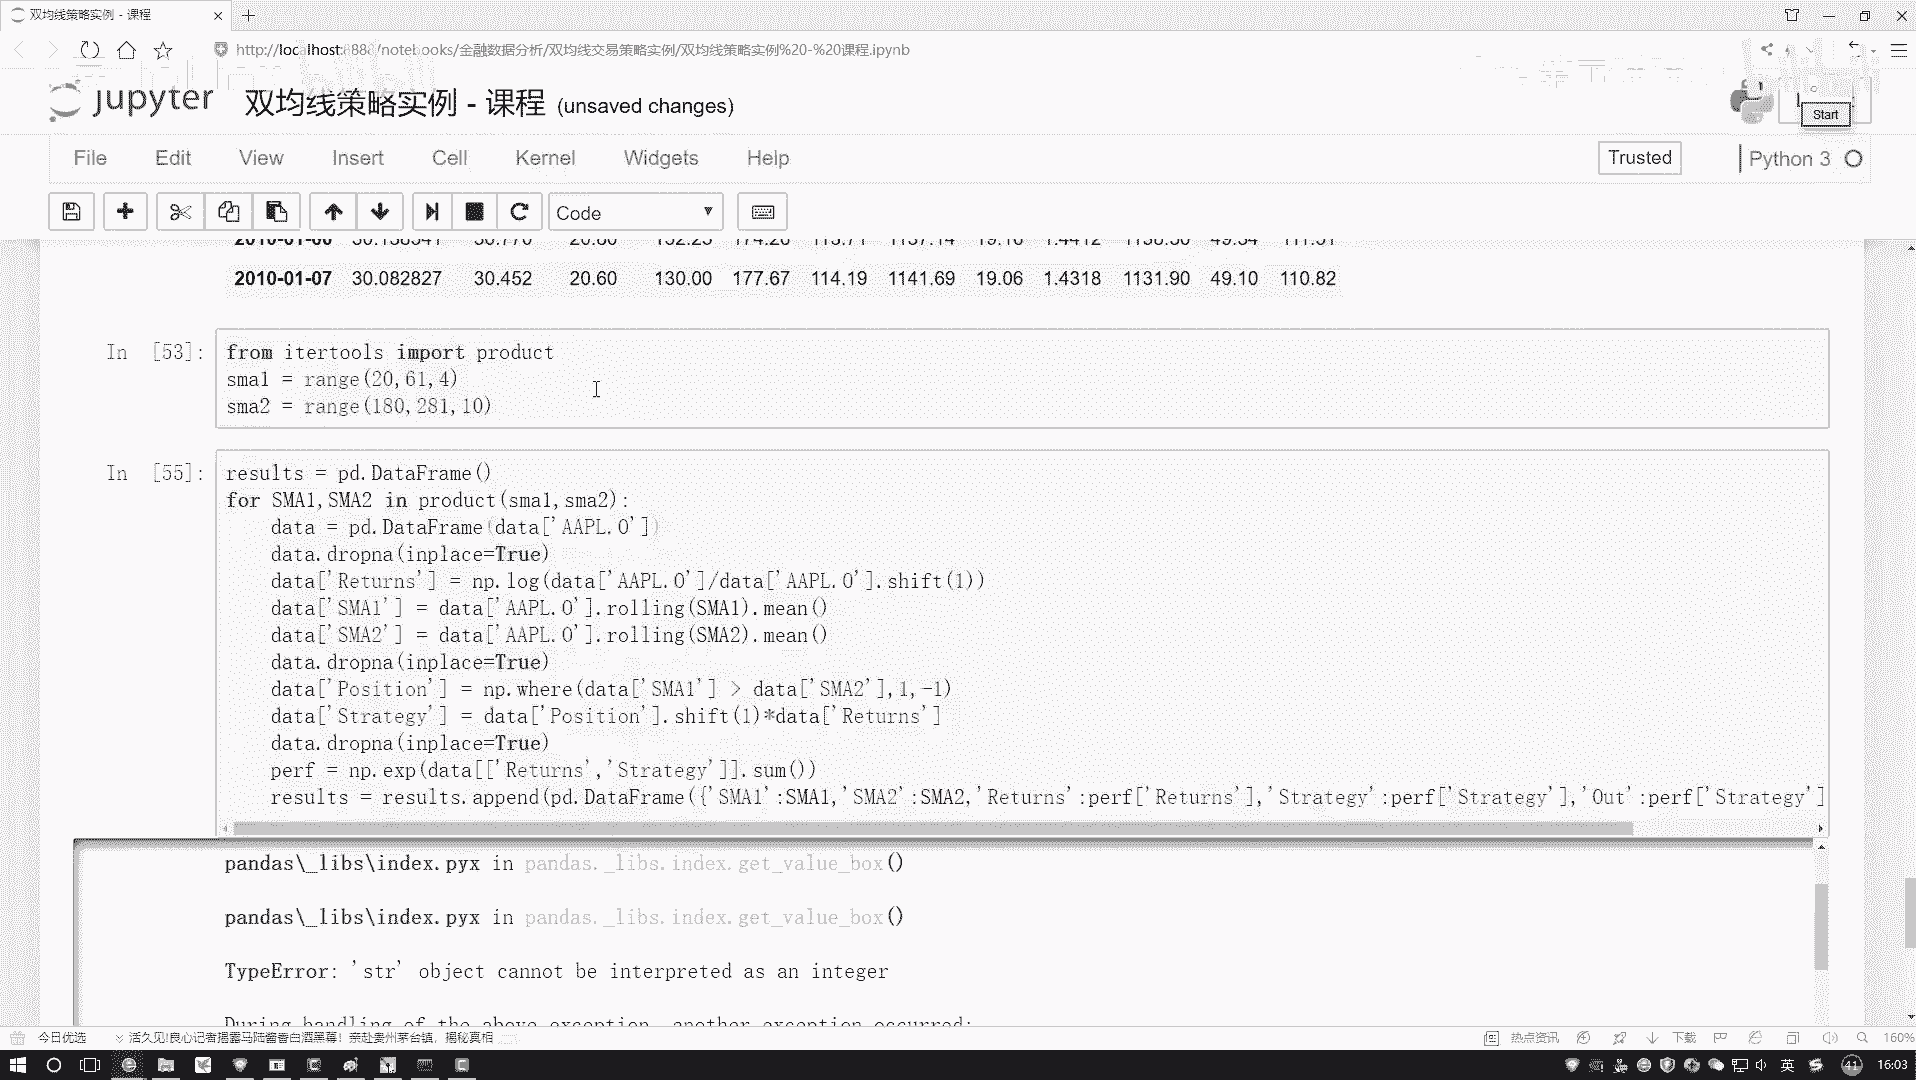 双均线策略实例 - 课程
http://localhost:8888/notebooks/金融数据分析/双均线交易策略实例/双均线策略实例%20-%20课程.ipynb
jupyter 双均线策略实例 - 课程 (unsaved changes)
Start
File Edit View Insert Cell Kernel Widgets Help
Trusted Python 3
Code
2010-01-07 30.082827 30.452 20.60 130.00 177.67 114.19 1141.69 19.06 1.4318 1131.90 49.10 110.82
In [53]:
from itertools import product
sma1 = range(20,61,4)
sma2 = range(180,281,10)
In [55]:
results = pd.DataFrame()
for SMA1,SMA2 in product(sma1,sma2):
    data = pd.DataFrame(data['AAPL.O'])
    data.dropna(inplace=True)
    data['Returns'] = np.log(data['AAPL.O']/data['AAPL.O'].shift(1))
    data['SMA1'] = data['AAPL.O'].rolling(SMA1).mean()
    data['SMA2'] = data['AAPL.O'].rolling(SMA2).mean()
    data.dropna(inplace=True)
    data['Position'] = np.where(data['SMA1'] > data['SMA2'],1,-1)
    data['Strategy'] = data['Position'].shift(1)*data['Returns']
    data.dropna(inplace=True)
    perf = np.exp(data[['Returns','Strategy']].sum())
    results = results.append(pd.DataFrame({'SMA1':SMA1,'SMA2':SMA2,'Returns':perf['Returns'],'Strategy':perf['Strategy'],'Out':perf['Strategy']
pandas\_libs\index.pyx in pandas._libs.index.get_value_box()
pandas\_libs\index.pyx in pandas._libs.index.get_value_box()
TypeError: 'str' object cannot be interpreted as an integer
During handling of the above exception, another exception occurred:
今日优选 活久见!良心记者揭露马陆酱香白酒黑幕! 亲赴贵州茅台镇, 揭秘真相
热点资讯 下载 160%
英 41 16:03